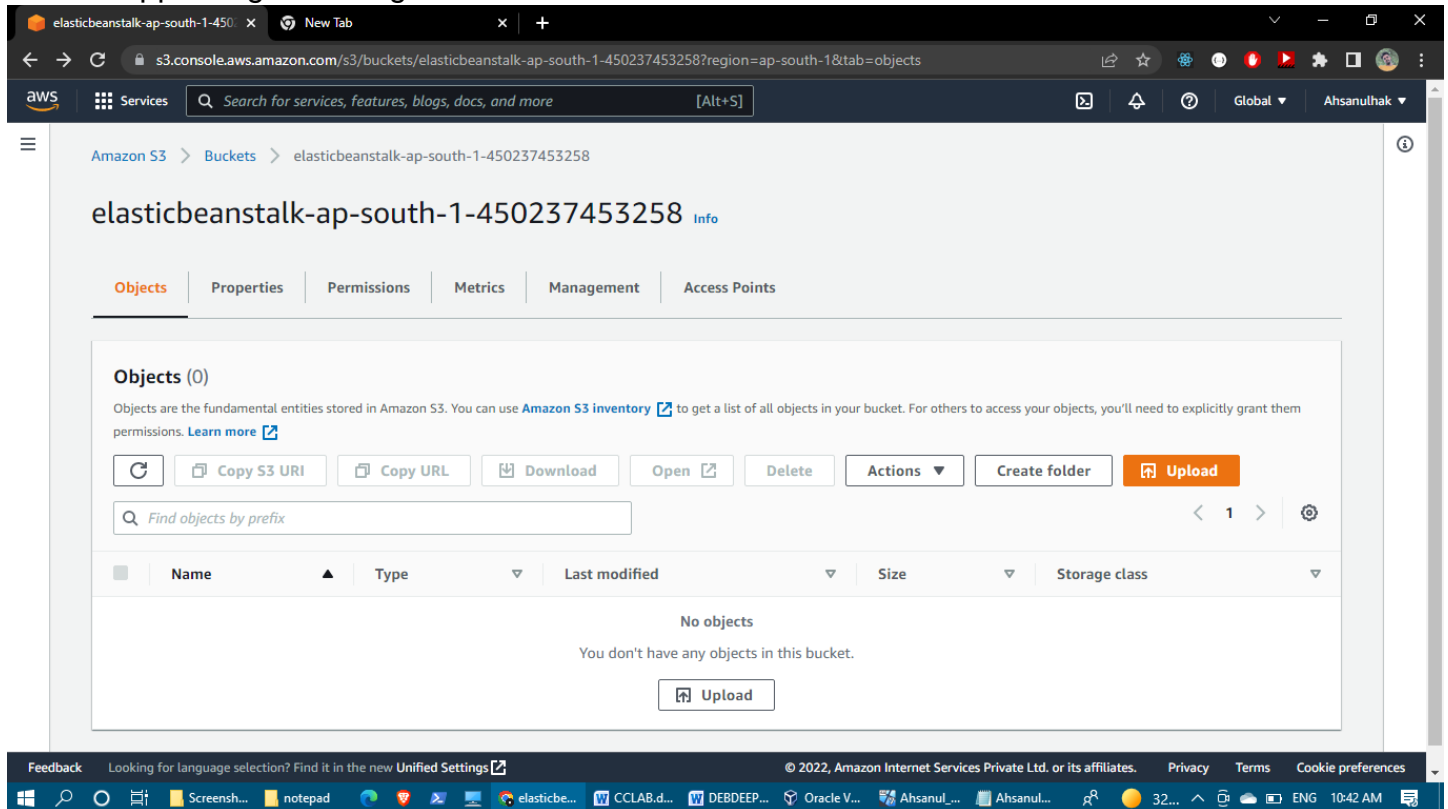 elasticbeanstalk-ap-south-1-450 New Tab
s3.console.aws.amazon.com/s3/buckets/elasticbeanstalk-ap-south-1-450237453258?region=ap-south-1&tab=objects
aws Services Search for services, features, blogs, docs, and more [Alt+S] Global Ahsanulhak
Amazon S3 > Buckets > elasticbeanstalk-ap-south-1-450237453258
elasticbeanstalk-ap-south-1-450237453258 Info
Objects Properties Permissions Metrics Management Access Points
Objects (0)
Objects are the fundamental entities stored in Amazon S3. You can use Amazon S3 inventory to get a list of all objects in your bucket. For others to access your objects, you'll need to explicitly grant them
permissions. Learn more
Copy S3 URI Copy URL Download Open Delete Actions Create folder Upload
Find objects by prefix < 1 >
Name Type Last modified Size Storage class
No objects
You don't have any objects in this bucket.
Upload
Feedback Looking for language selection? Find it in the new Unified Settings © 2022, Amazon Internet Services Private Ltd. or its affiliates. Privacy Terms Cookie preferences
Screensh... notepad elasticbe... CCLAB.d... DEBDEEP... Oracle V... Ahsanul_... Ahsanul... 32... ENG 10:42 AM